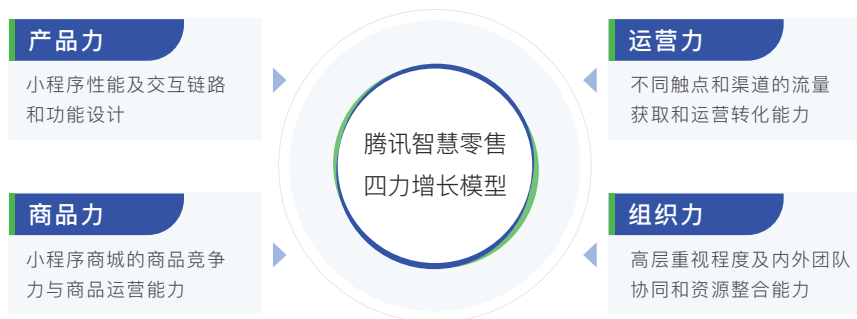 产品力
小程序性能及交互链路
和功能设计
商品力
小程序商城的商品竞争
力与商品运营能力
腾讯智慧零售
四力增长模型
运营力
不同触点和渠道的流量
获取和运营转化能力
组织力
高层重视程度及内外团队
协同和资源整合能力